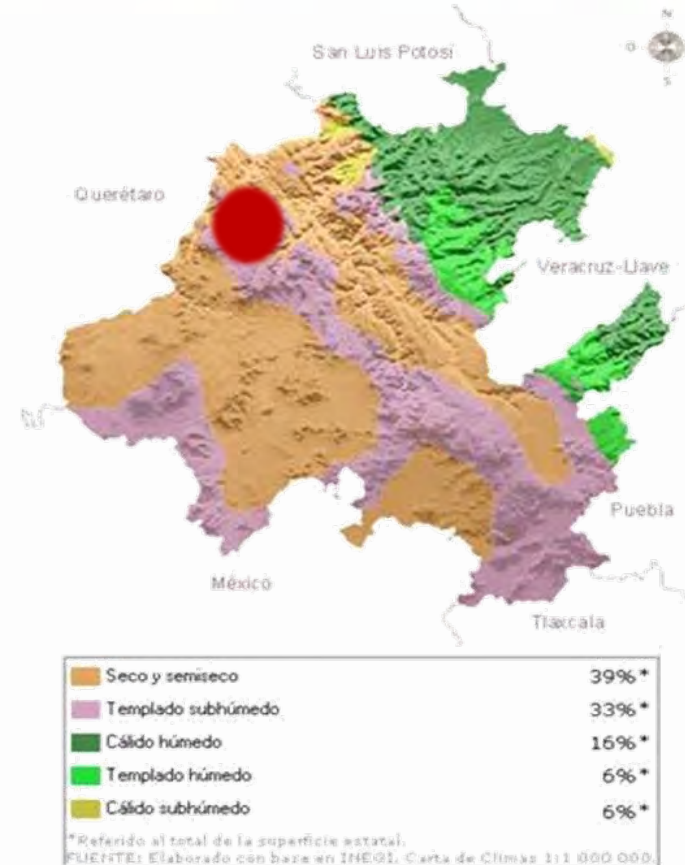 N
San Luis Potosí
O
S
Querétaro
Veracruz-Llave
Puebla
México
Tlaxcala
Seco y semiseco 39%*
Templado subhúmedo 33%*
Cálido húmedo 16%*
Templado húmedo 6%*
Cálido subhúmedo 6%*
*Referido al total de la superficie estatal.
FUENTE: Elaborado con base en INEGI. Carta de Climas 1:1 000 000.